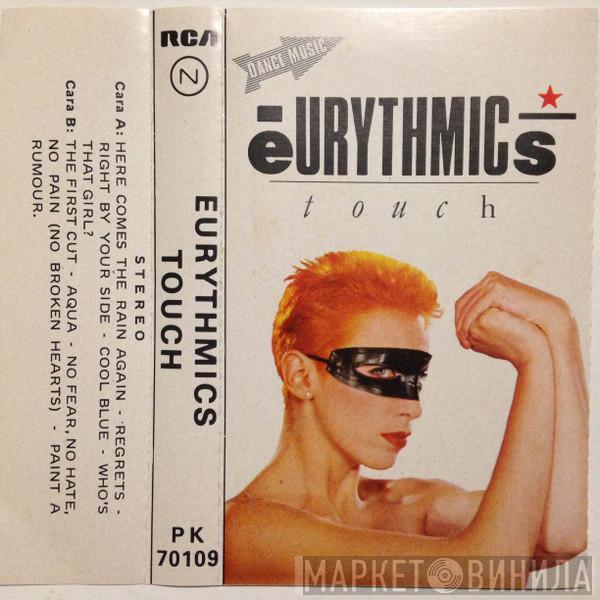 Cara A: HERE COMES THE RAIN AGAIN - REGRETS -
RIGHT BY YOUR SIDE - COOL BLUE - WHO'S
THAT GIRL?
Cara B: THE FIRST CUT - AQUA - NO FEAR, NO HATE,
NO PAIN (NO BROKEN HEARTS) - PAINT A
RUMOUR.
STEREO
RCA
Z
EURYTHMICS
TOUCH
PK
70109
DANCE MUSIC
eURYTHMICs
touch
МАРКЕТ ВИНИЛА